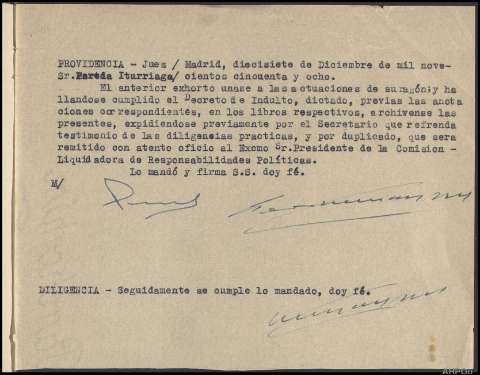 PROVIDENCIA - Juez / Madrid, diecisiete de Diciembre de mil nove-
Sr. Iturriaga/ cientos cincuenta y ocho.
El anterior exhorto unase a las actuaciones de su razón; y ha
llandose cumplido el Decreto de Indulto, dictado, previas las anota
ciones correspondientes, en los libros respectivos, archivense las
presentes, expidiendose previamente por el Secretario que refrenda
testimonio de las diligencias practicas, y por duplicado, que sera
remitido con atento oficio al Excmo Sr.Presidente de la Comision -
Liquidadora de Responsabilidades Políticas.
Lo mandó y firma S.S. doy fé.
M/
DILIGENCIA - Seguidamente se cumple lo mandado, doy fé.